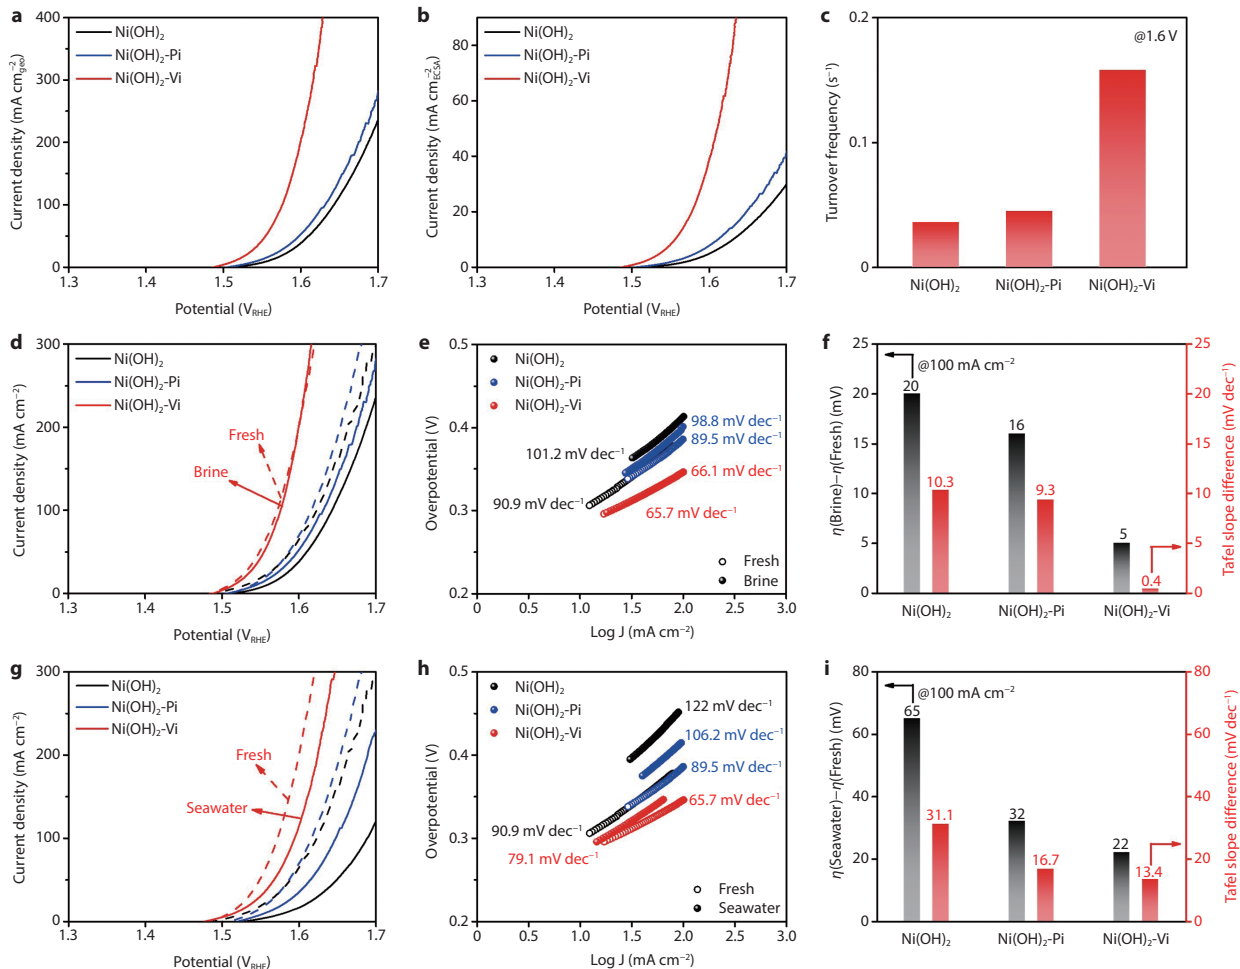 a
Current density (mA cm⁻²geo)
400
300
200
100
0
Ni(OH)₂
Ni(OH)₂-Pi
Ni(OH)₂-Vi
1.3 1.4 1.5 1.6 1.7
Potential (VRHE)
b
Current density (mA cm⁻²ECSA)
80
60
40
20
0
Ni(OH)₂
Ni(OH)₂-Pi
Ni(OH)₂-Vi
1.3 1.4 1.5 1.6 1.7
Potential (VRHE)
c
Turnover frequency (s⁻¹)
0.2
0.1
0
@1.6 V
Ni(OH)₂ Ni(OH)₂-Pi Ni(OH)₂-Vi
d
Current density (mA cm⁻²)
300
200
100
0
Ni(OH)₂
Ni(OH)₂-Pi
Ni(OH)₂-Vi
Fresh
Brine
1.3 1.4 1.5 1.6 1.7
Potential (VRHE)
e
Overpotential (V)
0.5
0.4
0.3
0.2
Ni(OH)₂
Ni(OH)₂-Pi
Ni(OH)₂-Vi
98.8 mV dec⁻¹
89.5 mV dec⁻¹
101.2 mV dec⁻¹
66.1 mV dec⁻¹
90.9 mV dec⁻¹
65.7 mV dec⁻¹
Fresh
Brine
0 0.5 1.0 1.5 2.0 2.5 3.0
Log J (mA cm⁻²)
f
η(Brine)−η(Fresh) (mV)
25
20
15
10
5
0
@100 mA cm⁻²
20
10.3
16
9.3
5
0.4
Ni(OH)₂ Ni(OH)₂-Pi Ni(OH)₂-Vi
25
20
15
10
5
0
Tafel slope difference (mV dec⁻¹)
g
Current density (mA cm⁻²)
300
200
100
0
Ni(OH)₂
Ni(OH)₂-Pi
Ni(OH)₂-Vi
Fresh
Seawater
1.3 1.4 1.5 1.6 1.7
Potential (VRHE)
h
Overpotential (V)
0.5
0.4
0.3
0.2
Ni(OH)₂
Ni(OH)₂-Pi
Ni(OH)₂-Vi
122 mV dec⁻¹
106.2 mV dec⁻¹
89.5 mV dec⁻¹
65.7 mV dec⁻¹
90.9 mV dec⁻¹
79.1 mV dec⁻¹
Fresh
Seawater
0 0.5 1.0 1.5 2.0 2.5 3.0
Log J (mA cm⁻²)
i
η(Seawater)−η(Fresh) (mV)
80
60
40
20
0
@100 mA cm⁻²
65
31.1
32
16.7
22
13.4
Ni(OH)₂ Ni(OH)₂-Pi Ni(OH)₂-Vi
80
60
40
20
0
Tafel slope difference (mV dec⁻¹)